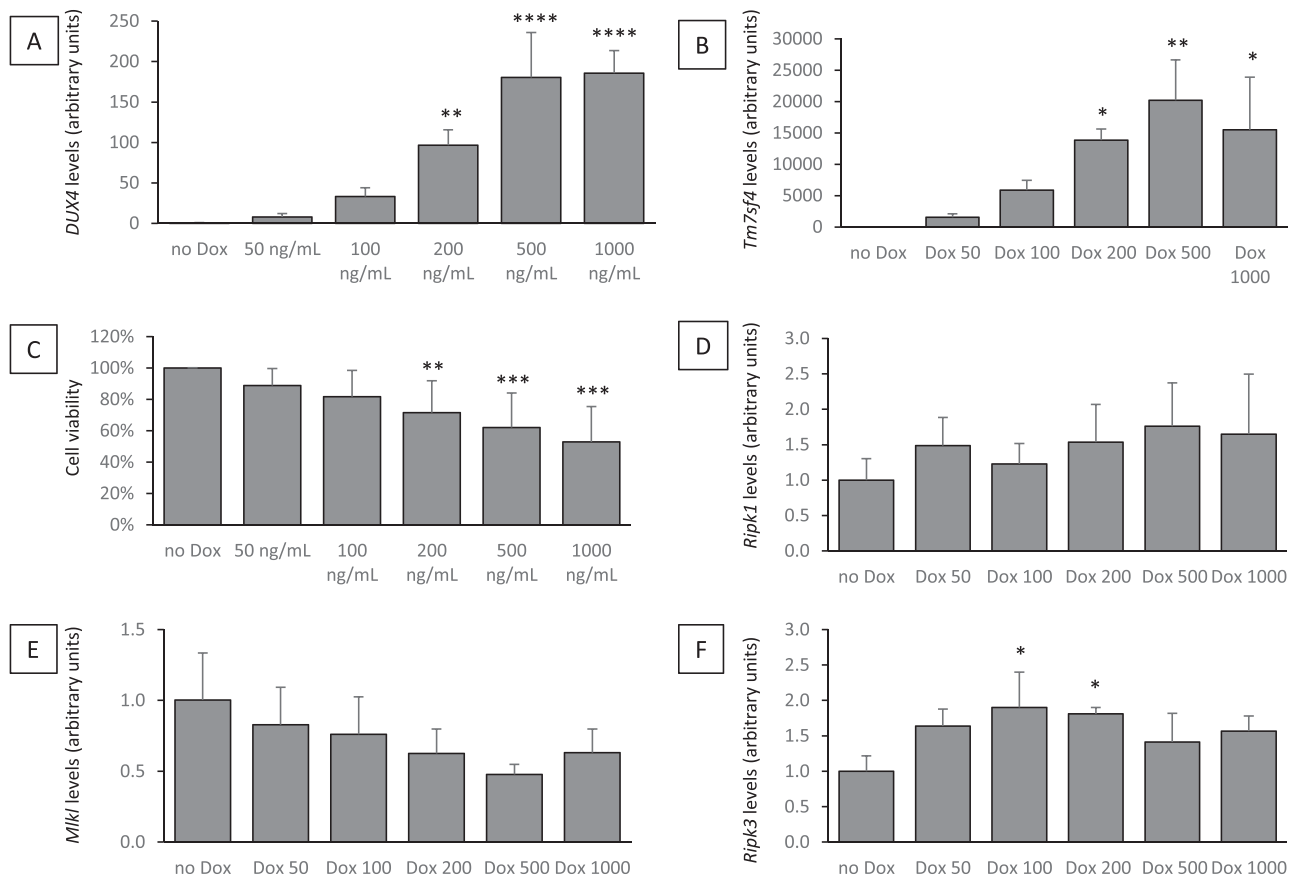 A
DUX4 levels (arbitrary units)
250
200
150
100
50
0
**
****
****
no Dox 50 ng/mL 100 200 500 1000
ng/mL ng/mL ng/mL ng/mL
B
Tm7sf4 levels (arbitrary units)
30000
25000
20000
15000
10000
5000
0
*
**
*
no Dox Dox 50 Dox 100 Dox 200 Dox 500 Dox
1000
C
Cell viability
120%
100%
80%
60%
40%
20%
0%
**
***
***
no Dox 50 ng/mL 100 200 500 1000
ng/mL ng/mL ng/mL ng/mL
D
Ripk1 levels (arbitrary units)
3.0
2.5
2.0
1.5
1.0
0.5
0.0
no Dox Dox 50 Dox 100 Dox 200 Dox 500 Dox 1000
E
Mlkl levels (arbitrary units)
1.5
1.0
0.5
0.0
no Dox Dox 50 Dox 100 Dox 200 Dox 500 Dox 1000
F
Ripk3 levels (arbitrary units)
3.0
2.5
2.0
1.5
1.0
0.5
0.0
*
*
no Dox Dox 50 Dox 100 Dox 200 Dox 500 Dox 1000